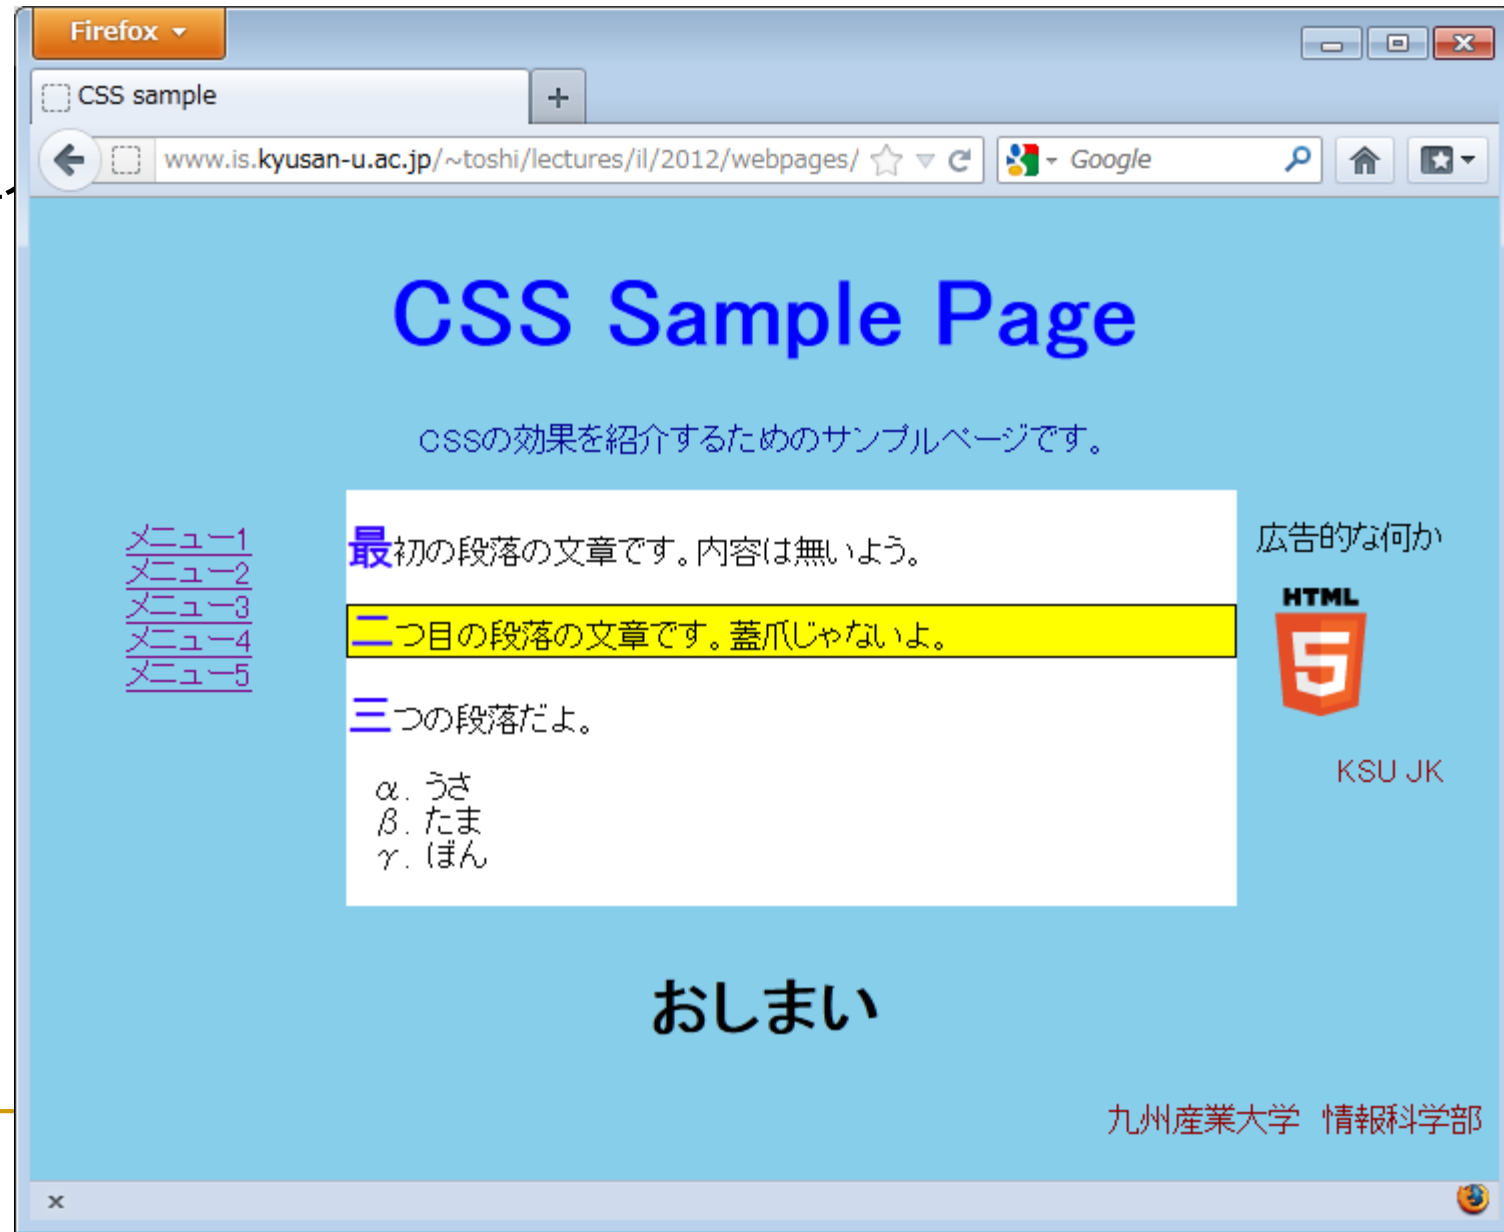 Firefox
CSS sample
www.is.kyusan-u.ac.jp/~toshi/lectures/il/2012/webpages/
Google
CSS Sample Page
CSSの効果を紹介するためのサンプルページです。
メニュー1
メニュー2
メニュー3
メニュー4
メニュー5
最初の段落の文章です。内容は無いよう。
二つ目の段落の文章です。蓋爪じゃないよ。
三つの段落だよ。
α. うさ
β. たま
γ. ぼん
広告的な何か
HTML
5
KSU JK
おしまい
九州産業大学 情報科学部